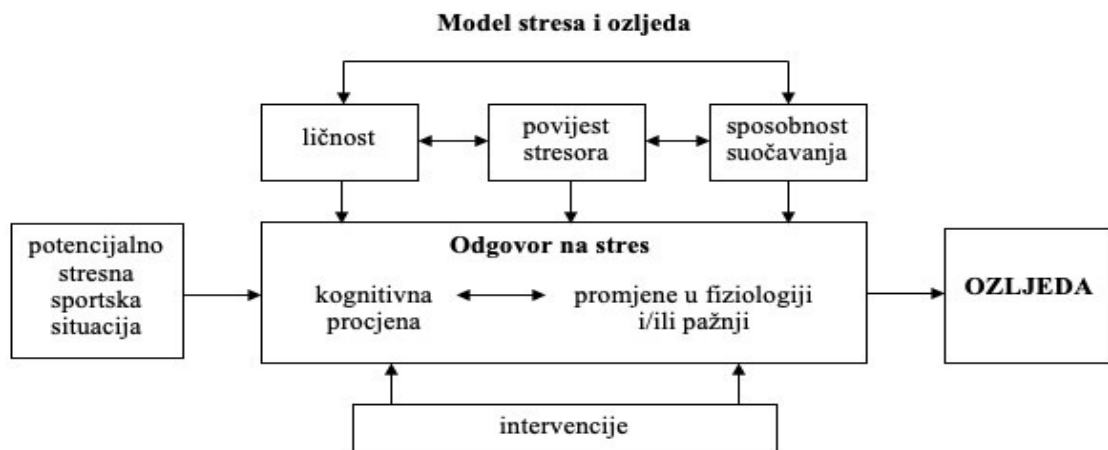 Model stresa i ozljeda
ličnost
povijest
stresora
sposobnost
suočavanja
potencijalno
stresna
sportska
situacija
Odgovor na stres
kognitivna
procjena
promjene u fiziologiji
i/ili pažnji
OZLJEDA
intervencije